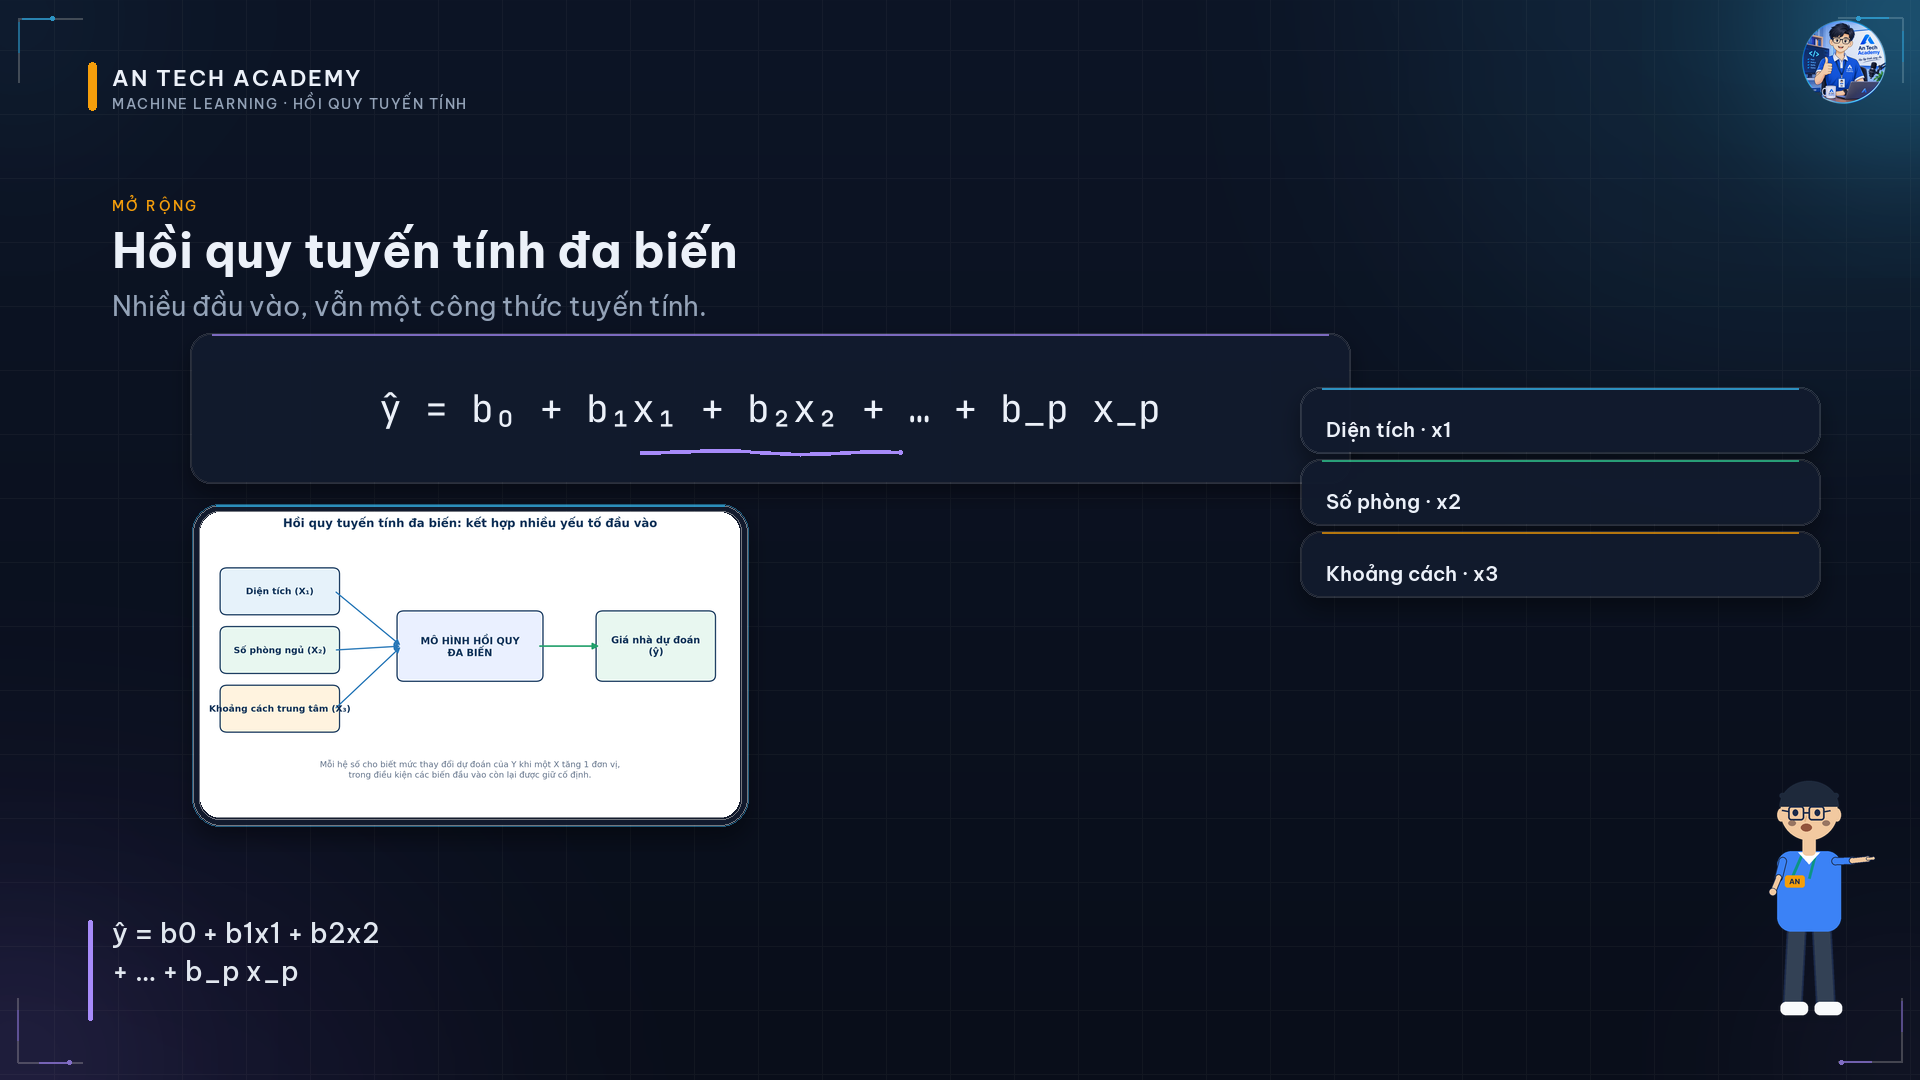 AN TECH ACADEMY
MACHINE LEARNING · HỒI QUY TUYẾN TÍNH
An Tech
Academy
MỞ RỘNG
Hồi quy tuyến tính đa biến
Nhiều đầu vào, vẫn một công thức tuyến tính.
ŷ = b₀ + b₁x₁ + b₂x₂ + … + b_p x_p
Diện tích · x1
Số phòng · x2
Khoảng cách · x3
Hồi quy tuyến tính đa biến: kết hợp nhiều yếu tố đầu vào
Diện tích (X₁)
Số phòng ngủ (X₂)
Khoảng cách trung tâm (X₃)
MÔ HÌNH HỒI QUY
ĐA BIẾN
Giá nhà dự đoán
(ŷ)
Mỗi hệ số cho biết mức thay đổi dự đoán của Y khi một X tăng 1 đơn vị,
trong điều kiện các biến đầu vào còn lại được giữ cố định.
AN
ŷ = b0 + b1x1 + b2x2
+ ... + b_p x_p